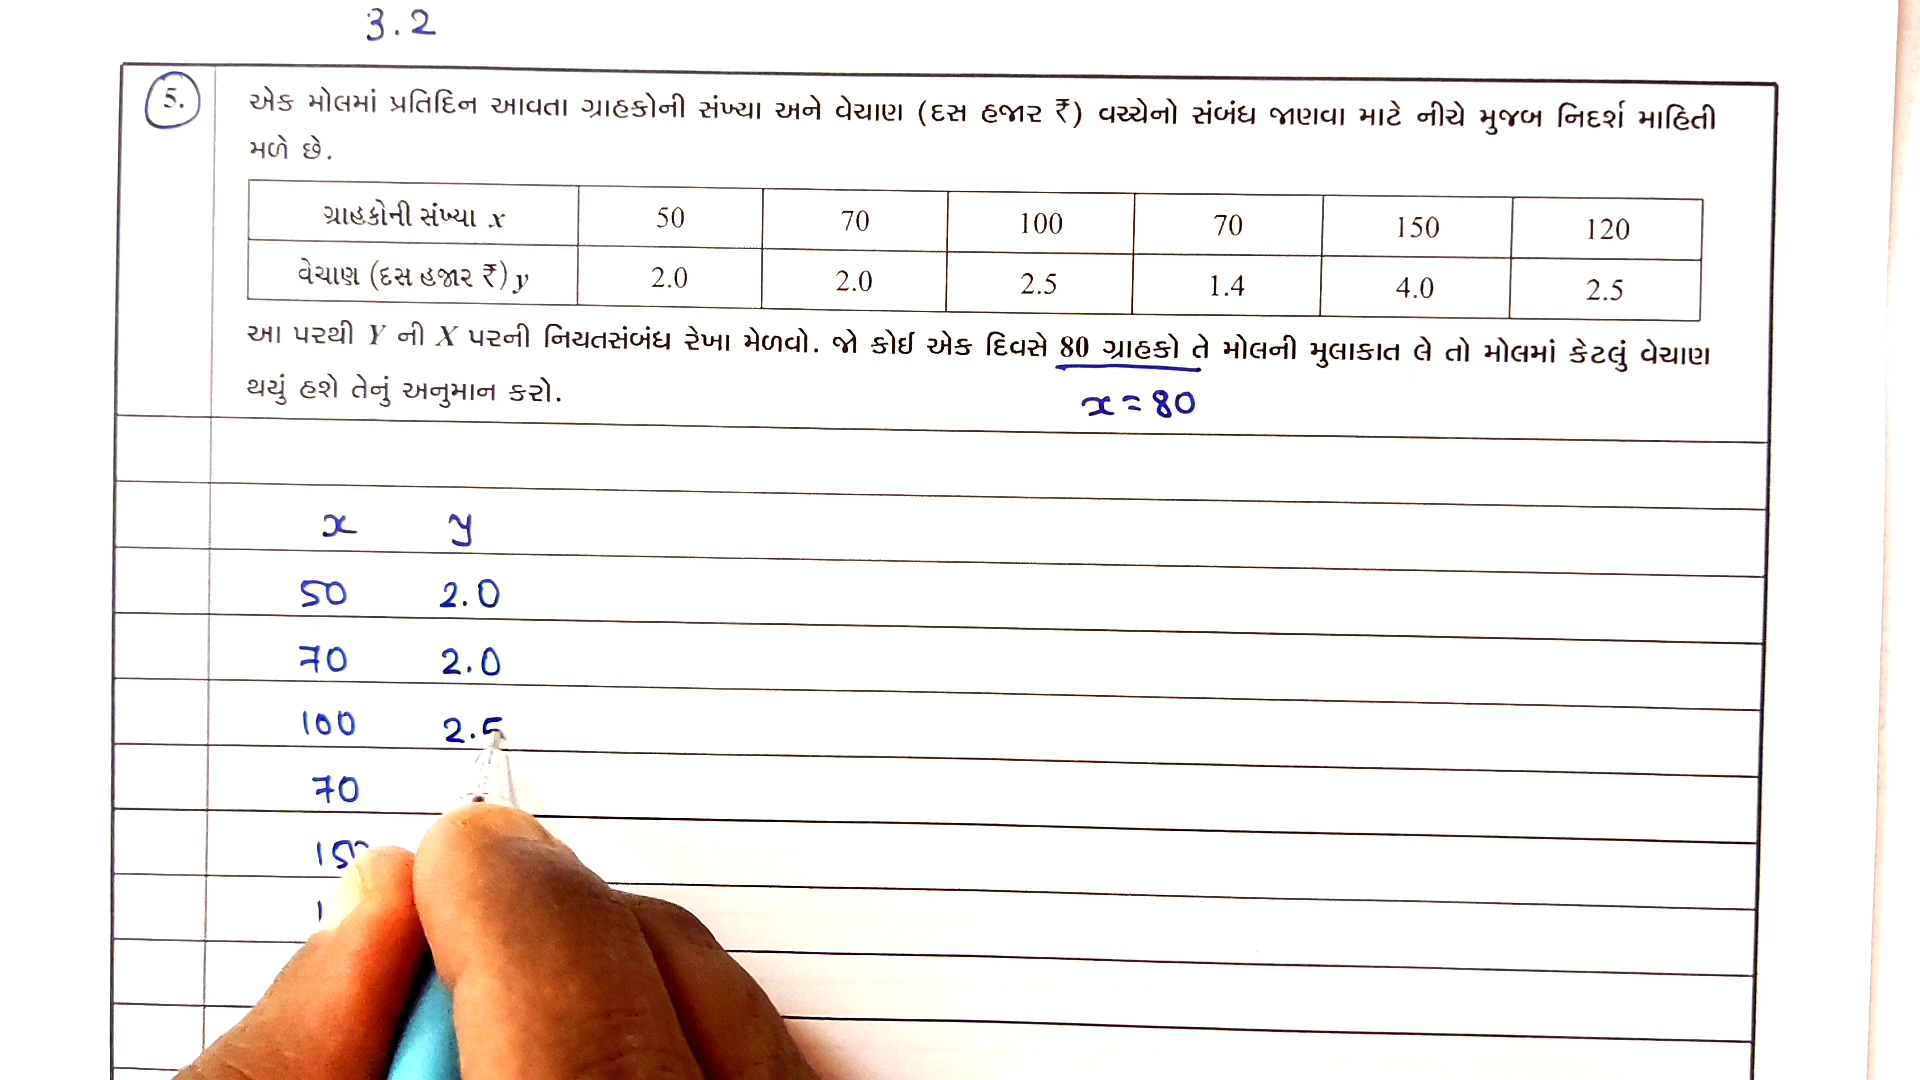 3.2
5. એક મોલમાં પ્રતિદિન આવતા ગ્રાહકોની સંખ્યા અને વેચાણ (દસ હજાર ₹) વચ્ચેનો સંબંધ જાણવા માટે નીચે મુજબ નિદર્શ માહિતી
મળે છે.
ગ્રાહકોની સંખ્યા x 50 70 100 70 150 120
વેચાણ (દસ હજાર ₹) y 2.0 2.0 2.5 1.4 4.0 2.5
આ પરથી Y ની X પરની નિયતસંબંધ રેખા મેળવો. જો કોઈ એક દિવસે 80 ગ્રાહકો તે મોલની મુલાકાત લે તો મોલમાં કેટલું વેચાણ
થયું હશે તેનું અનુમાન કરો.
x = 80
x y
50 2.0
70 2.0
100 2.5
70